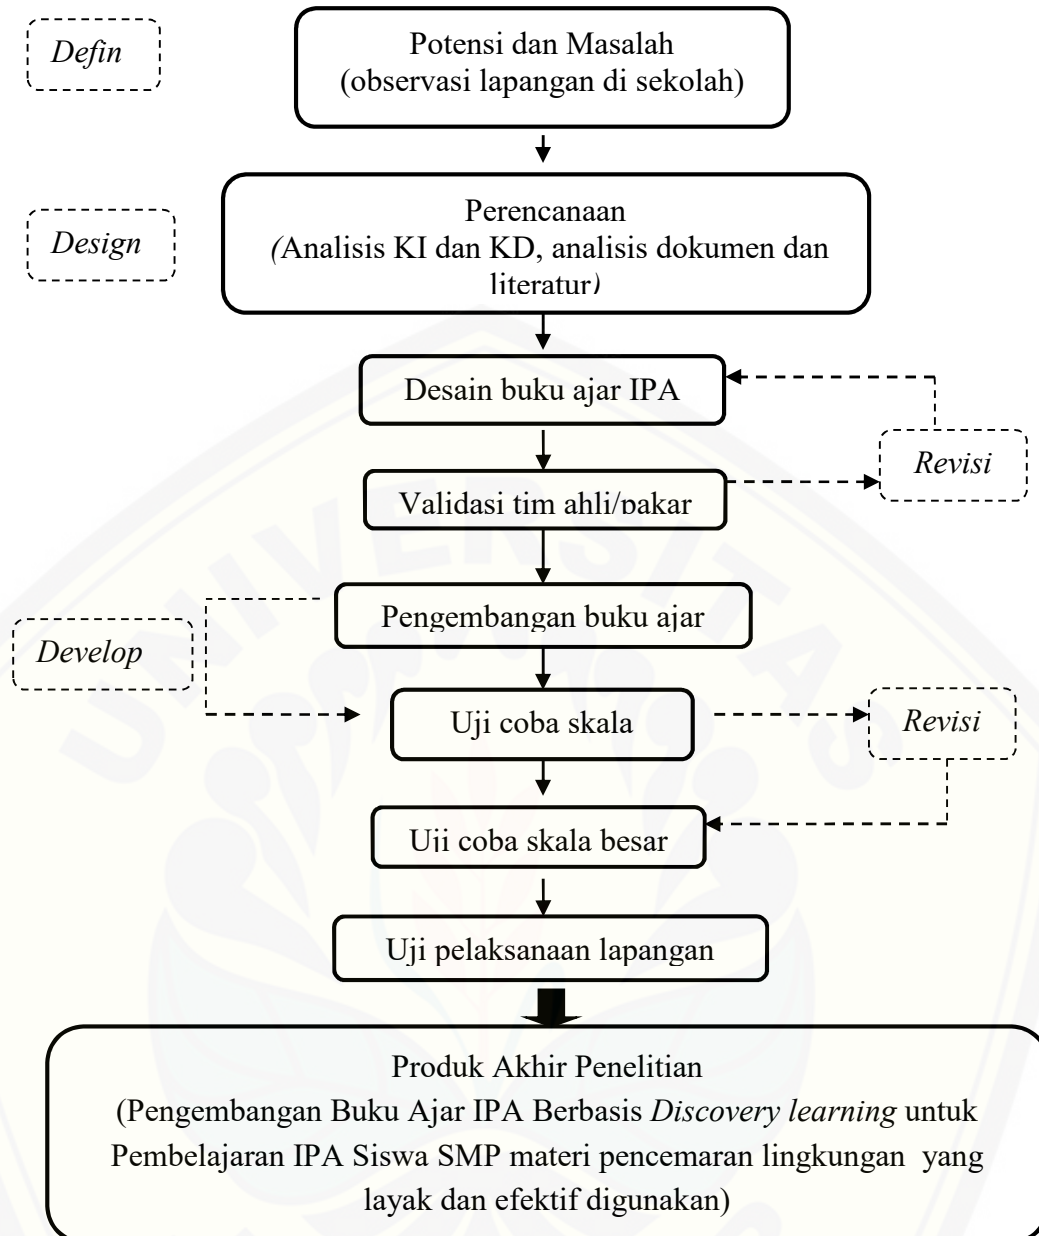 Defin
Potensi dan Masalah
(observasi lapangan di sekolah)
Design
Perencanaan
(Analisis KI dan KD, analisis dokumen dan
literatur)
Desain buku ajar IPA
Revisi
Validasi tim ahli/pakar
Pengembangan buku ajar
Develop
Uji coba skala
Revisi
Uji coba skala besar
Uji pelaksanaan lapangan
Produk Akhir Penelitian
(Pengembangan Buku Ajar IPA Berbasis Discovery learning untuk
Pembelajaran IPA Siswa SMP materi pencemaran lingkungan yang
layak dan efektif digunakan)
UNIVERSITAS